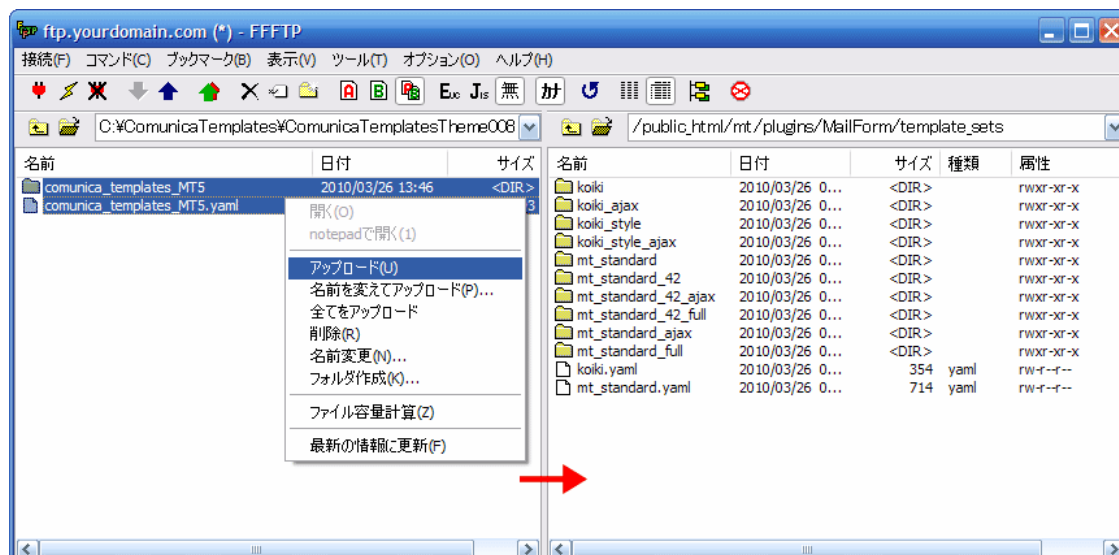 ftp.yourdomain.com (*) - FFFTP
接続(F) コマンド(C) ブックマーク(B) 表示(V) ツール(T) オプション(O) ヘルプ(H)
A B Euc Jis 無 カナ
C:¥ComunicaTemplates¥ComunicaTemplatesTheme008
/public_html/mt/plugins/MailForm/template_sets
名前 日付 サイズ
comunica_templates_MT5 2010/03/26 13:46 <DIR>
comunica_templates_MT5.yaml 3
開く(O)
notepadで開く(1)
アップロード(U)
名前を変えてアップロード(P)...
全てをアップロード
削除(R)
名前変更(N)...
フォルダ作成(K)...
ファイル容量計算(Z)
最新の情報に更新(F)
名前 日付 サイズ 種類 属性
koiki 2010/03/26 0... <DIR> rwxr-xr-x
koiki_ajax 2010/03/26 0... <DIR> rwxr-xr-x
koiki_style 2010/03/26 0... <DIR> rwxr-xr-x
koiki_style_ajax 2010/03/26 0... <DIR> rwxr-xr-x
mt_standard 2010/03/26 0... <DIR> rwxr-xr-x
mt_standard_42 2010/03/26 0... <DIR> rwxr-xr-x
mt_standard_42_ajax 2010/03/26 0... <DIR> rwxr-xr-x
mt_standard_42_full 2010/03/26 0... <DIR> rwxr-xr-x
mt_standard_ajax 2010/03/26 0... <DIR> rwxr-xr-x
mt_standard_full 2010/03/26 0... <DIR> rwxr-xr-x
koiki.yaml 2010/03/26 0... 354 yaml rw-r--r--
mt_standard.yaml 2010/03/26 0... 714 yaml rw-r--r--